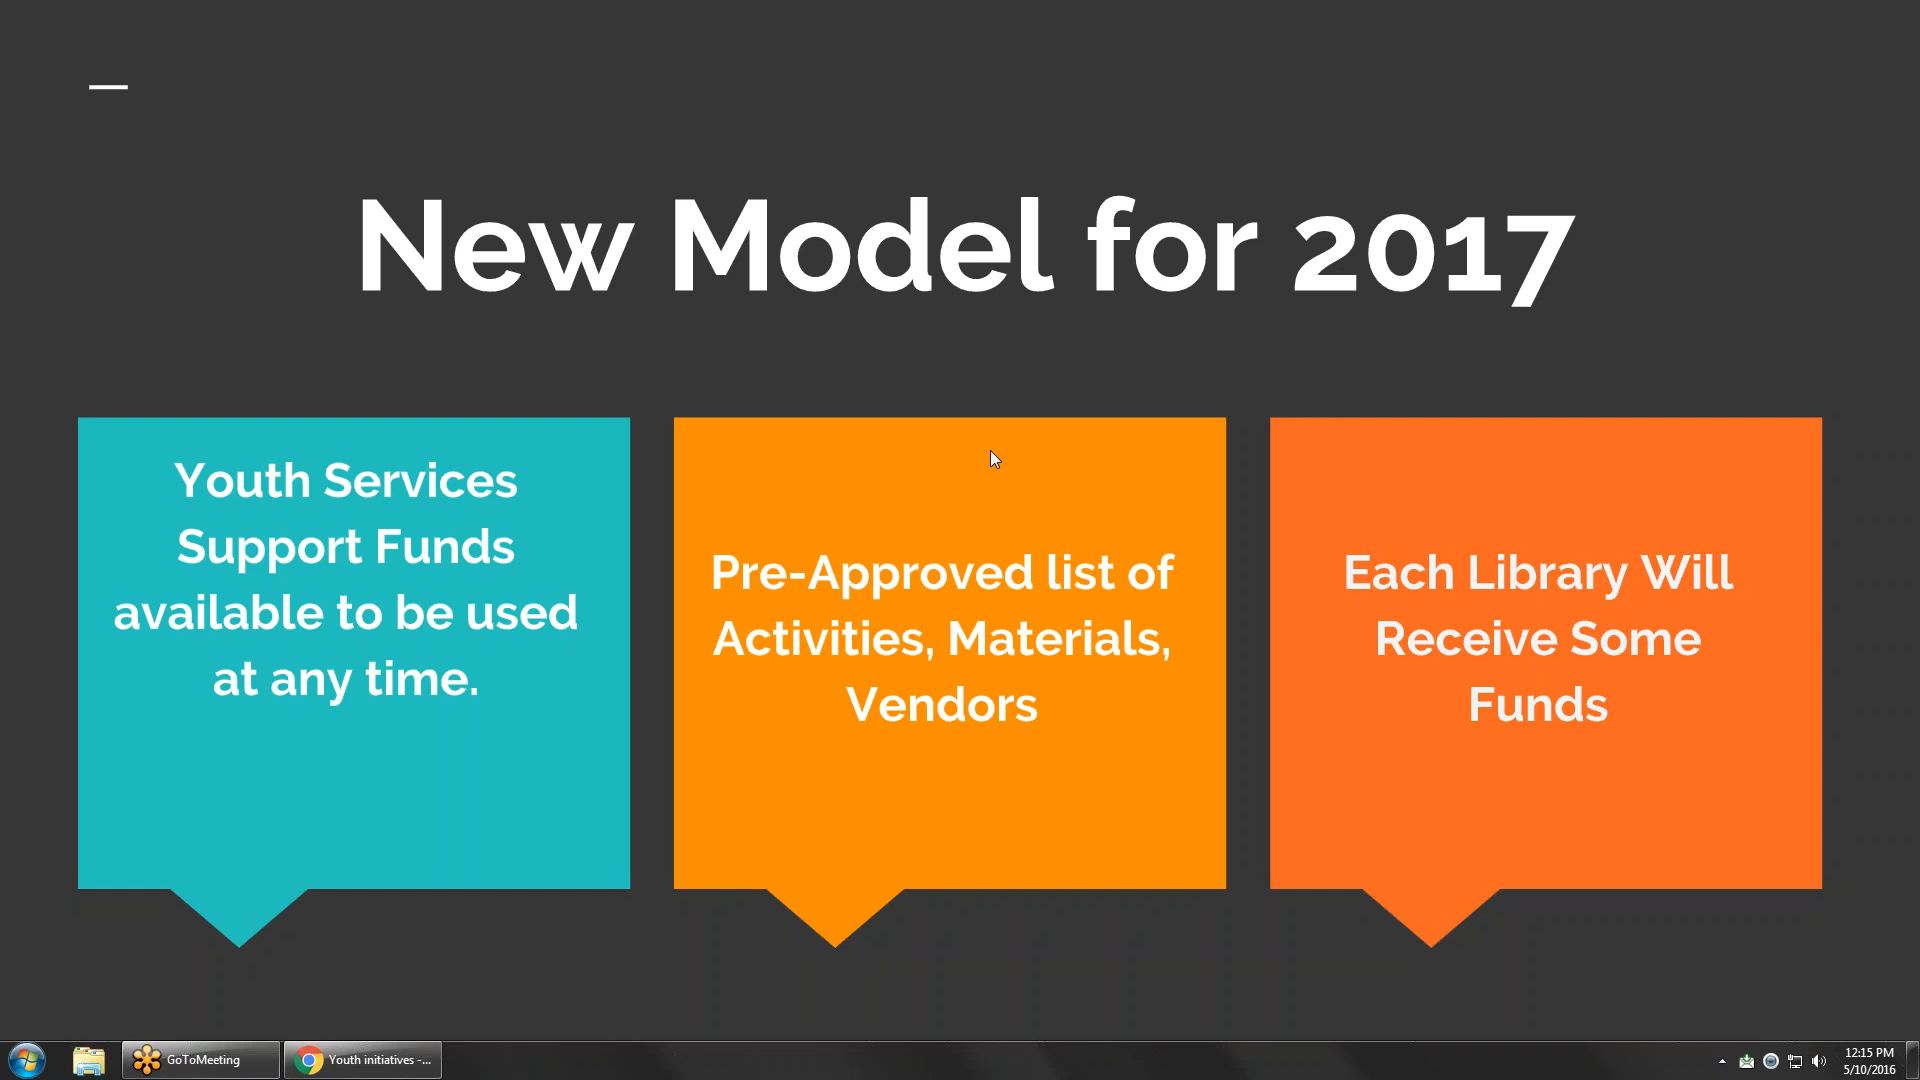 New Model for 2017
Youth Services
Support Funds
available to be used
at any time.
Pre-Approved list of
Activities, Materials,
Vendors
Each Library Will
Receive Some
Funds
GoToMeeting
Youth initiatives -...
12:15 PM
5/10/2016